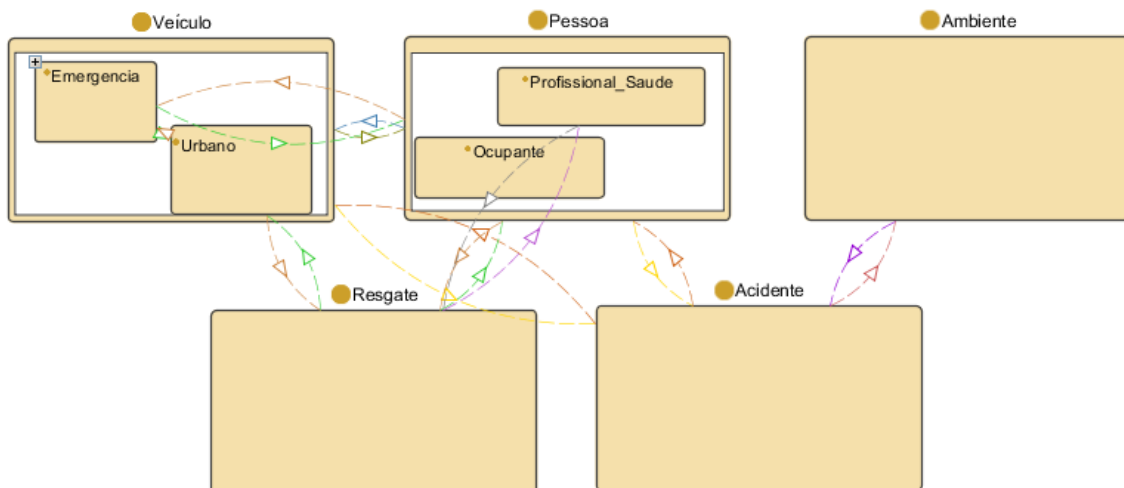 Veículo
Pessoa
Ambiente
Emergencia
Profissional_Saude
Urbano
Ocupante
Resgate
Acidente